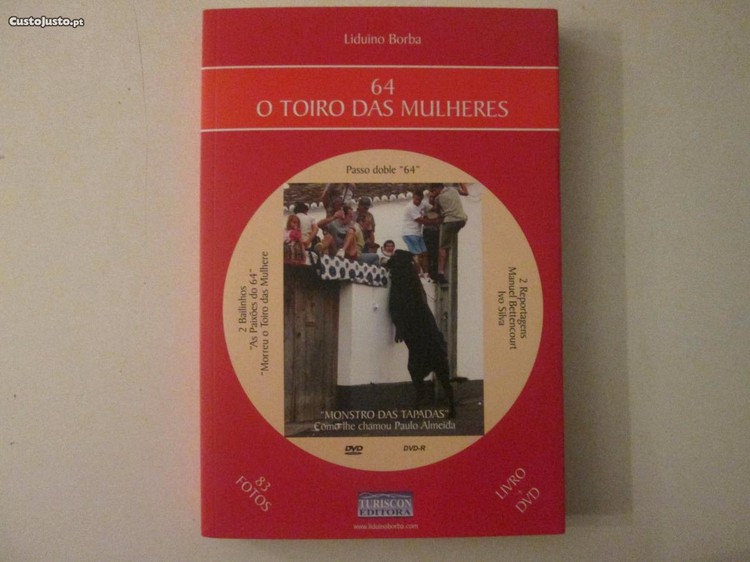 CustoJusto.pt
Liduino Borba
64
O TOIRO DAS MULHERES
Passo doble "64"
2 Bailinhos
"As Paixões do 64"
"Morreu o Toiro das Mulhere
2 Reportagens
Manuel Bettencourt
Ivo Silva
"MONSTRO DAS TAPADAS"
Como lhe chamou Paulo Almeida
DVD DVD-R
83
FOTOS
LIVRO
+
DVD
TURISCON
EDITORA
www.liduinoborba.com